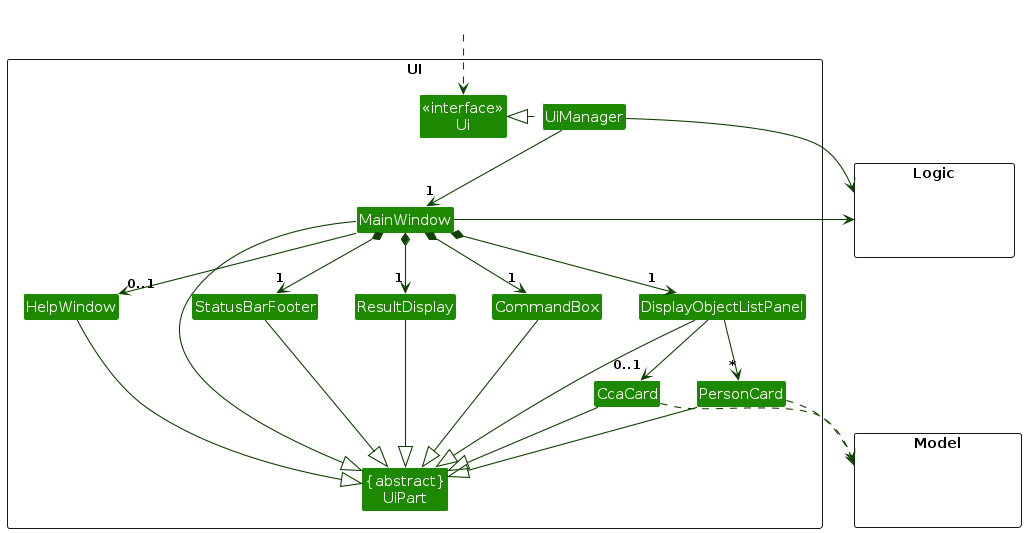 UI
«interface»
Ui
UiManager
Logic
1
MainWindow
0..1
1
1
1
1
HelpWindow
StatusBarFooter
ResultDisplay
CommandBox
DisplayObjectListPanel
0..1
*
CcaCard
PersonCard
Model
{abstract}
UiPart